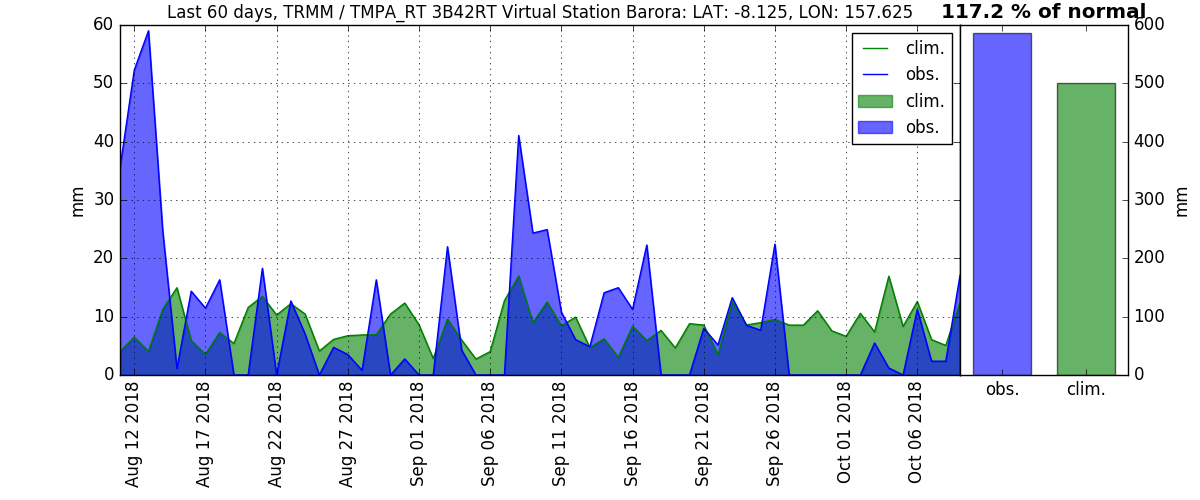 Last 60 days, TRMM / TMPA_RT 3B42RT Virtual Station Barora: LAT: -8.125, LON: 157.625
117.2 % of normal
60
50
40
30
20
10
0
mm
clim.
obs.
clim.
obs.
600
500
400
300
200
100
0
mm
Aug 12 2018
Aug 17 2018
Aug 22 2018
Aug 27 2018
Sep 01 2018
Sep 06 2018
Sep 11 2018
Sep 16 2018
Sep 21 2018
Sep 26 2018
Oct 01 2018
Oct 06 2018
obs.
clim.